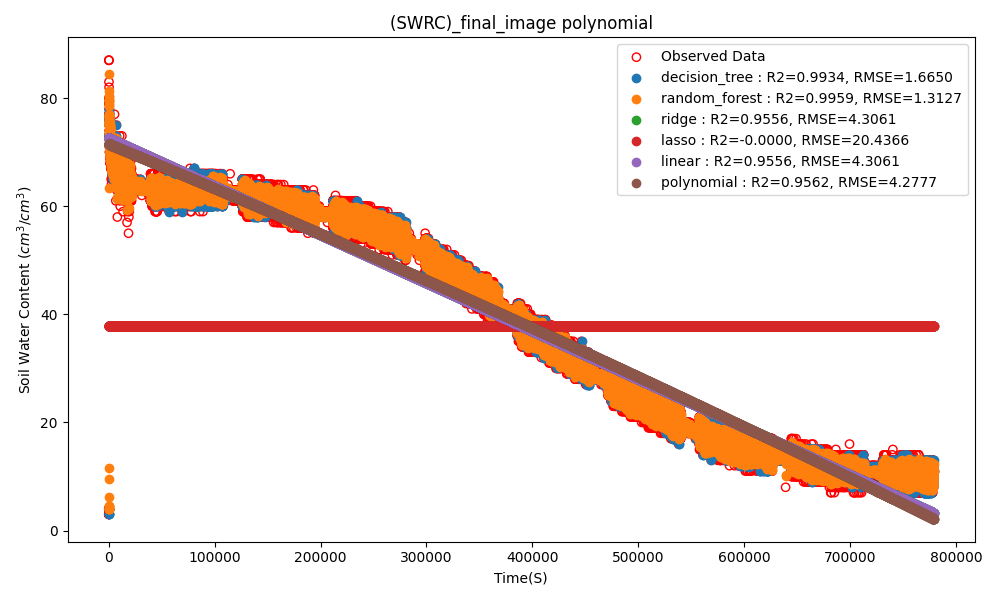 (SWRC)_final_image polynomial
Observed Data
decision_tree : R2=0.9934, RMSE=1.6650
random_forest : R2=0.9959, RMSE=1.3127
ridge : R2=0.9556, RMSE=4.3061
lasso : R2=-0.0000, RMSE=20.4366
linear : R2=0.9556, RMSE=4.3061
polynomial : R2=0.9562, RMSE=4.2777
Soil Water Content (cm³/cm³)
80
60
40
20
0
0 100000 200000 300000 400000 500000 600000 700000 800000
Time(S)